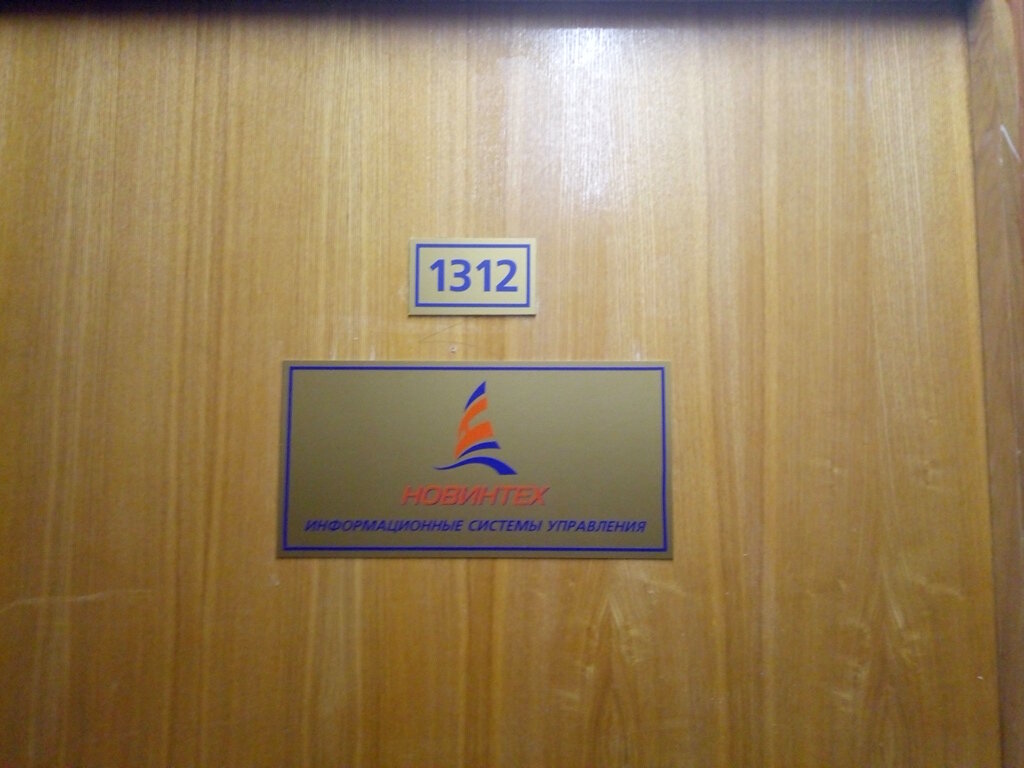 1312
НОВИНТЕХ
ИНФОРМАЦИОННЫЕ СИСТЕМЫ УПРАВЛЕНИЯ